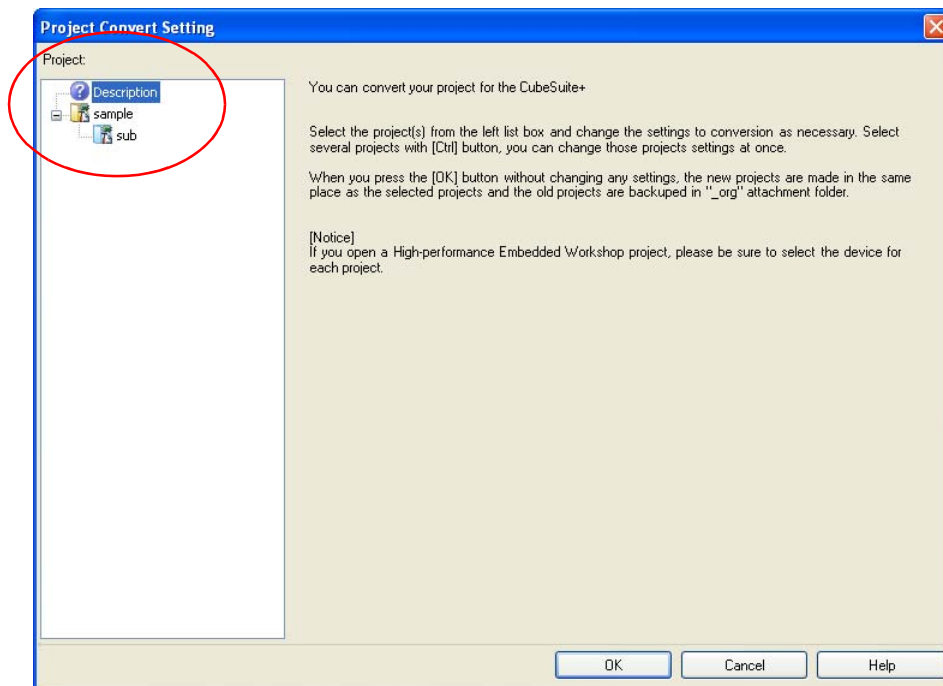 Project Convert Setting
Project:
Description
sample
sub
You can convert your project for the CubeSuite+
Select the project(s) from the left list box and change the settings to conversion as necessary. Select
several projects with [Ctrl] button, you can change those projects settings at once.
When you press the [OK] button without changing any settings, the new projects are made in the same
place as the selected projects and the old projects are backuped in "_org" attachment folder.
[Notice]
If you open a High-performance Embedded Workshop project, please be sure to select the device for
each project.
OK
Cancel
Help